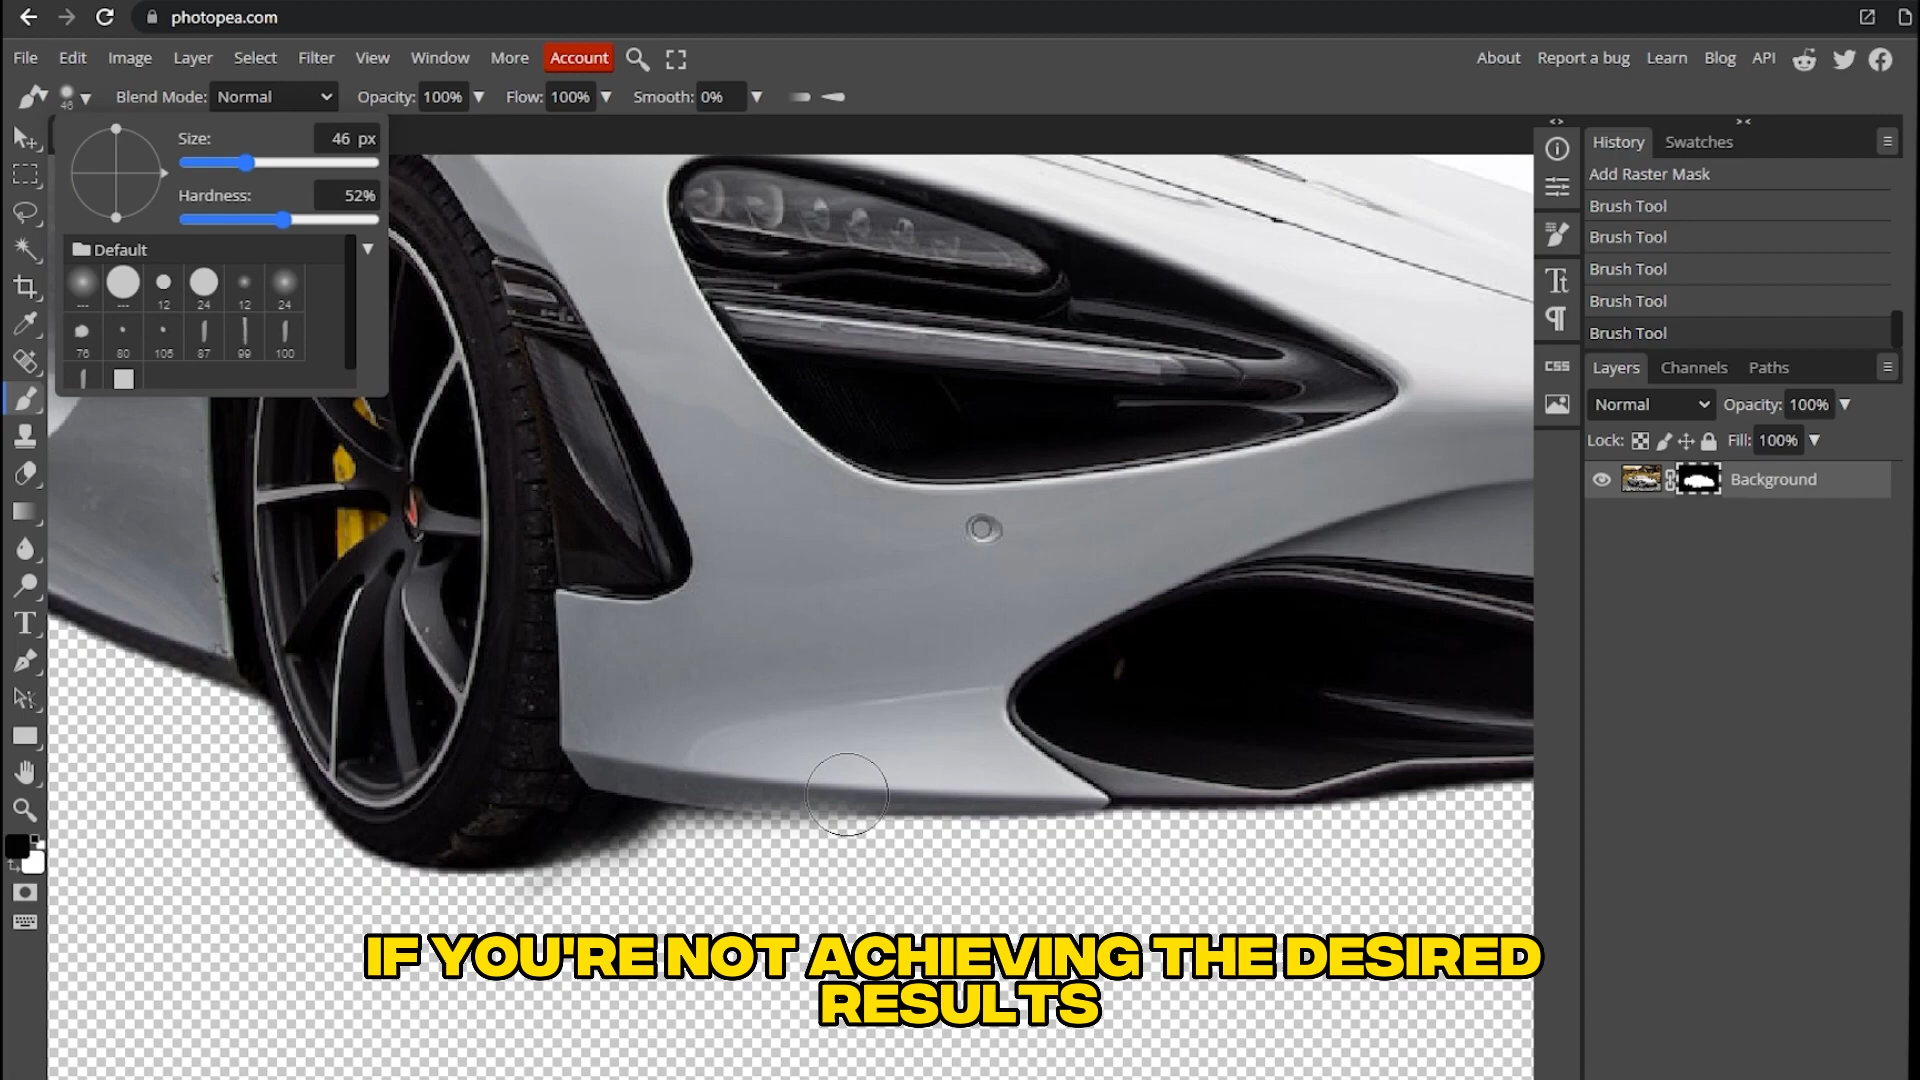 photopea.com
File Edit Image Layer Select Filter View Window More Account About Report a bug Learn Blog API
46 Blend Mode: Normal Opacity: 100% Flow: 100% Smooth: 0%
Size: 46 px
Hardness: 52%
Default
--- --- 12 24 12 24
76 80 105 87 99 100
History Swatches
Add Raster Mask
Brush Tool
Brush Tool
Brush Tool
Brush Tool
Brush Tool
CSS
Layers Channels Paths
Normal Opacity: 100%
Lock: Fill: 100%
Background
IF YOU'RE NOT ACHIEVING THE DESIRED
RESULTS